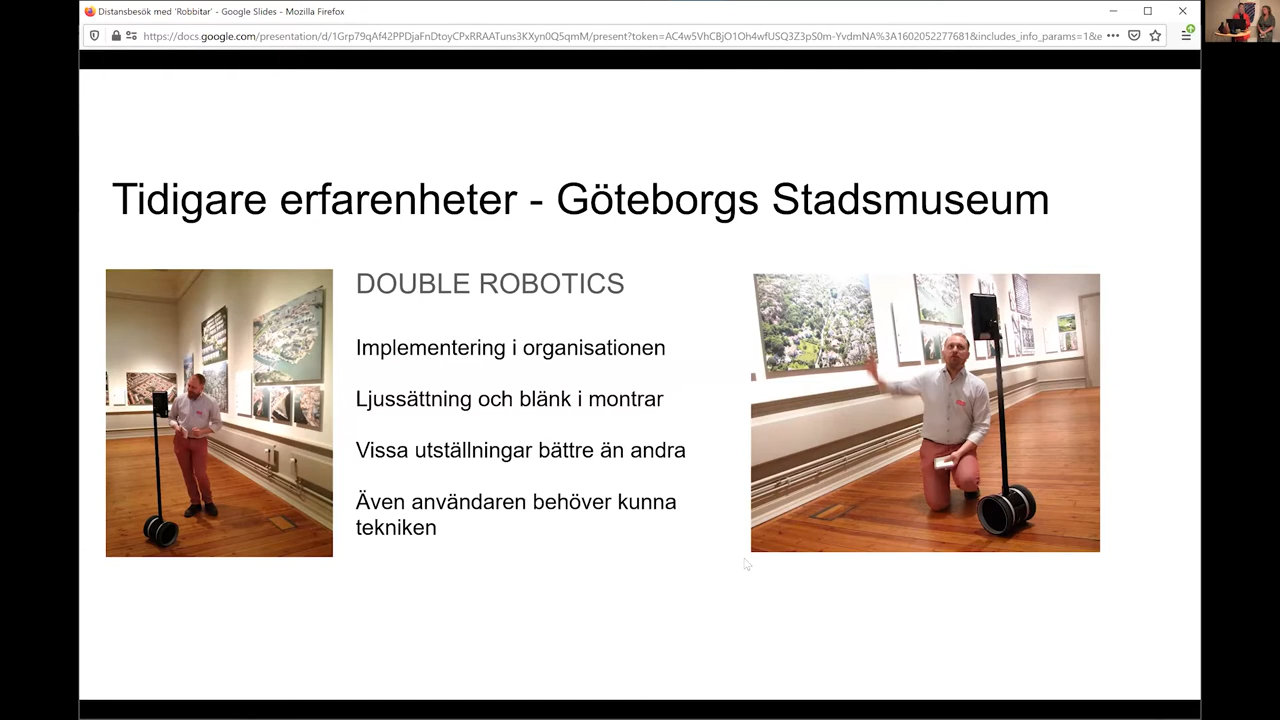 Distansbesök med 'Robbitar' - Google Slides - Mozilla Firefox
https://docs.google.com/presentation/d/1Grp79qAf42PPDjaFnDtoyCPxRRAATuns3KXyn0Q5qmM/present?token=AC4w5VhCBjO1Oh4wfUSQ3Z3pS0m-YvdmNA%3A1602052277681&includes_info_params=1&e
Tidigare erfarenheter - Göteborgs Stadsmuseum
DOUBLE ROBOTICS
Implementering i organisationen
Ljussättning och blänk i montrar
Vissa utställningar bättre än andra
Även användaren behöver kunna
tekniken